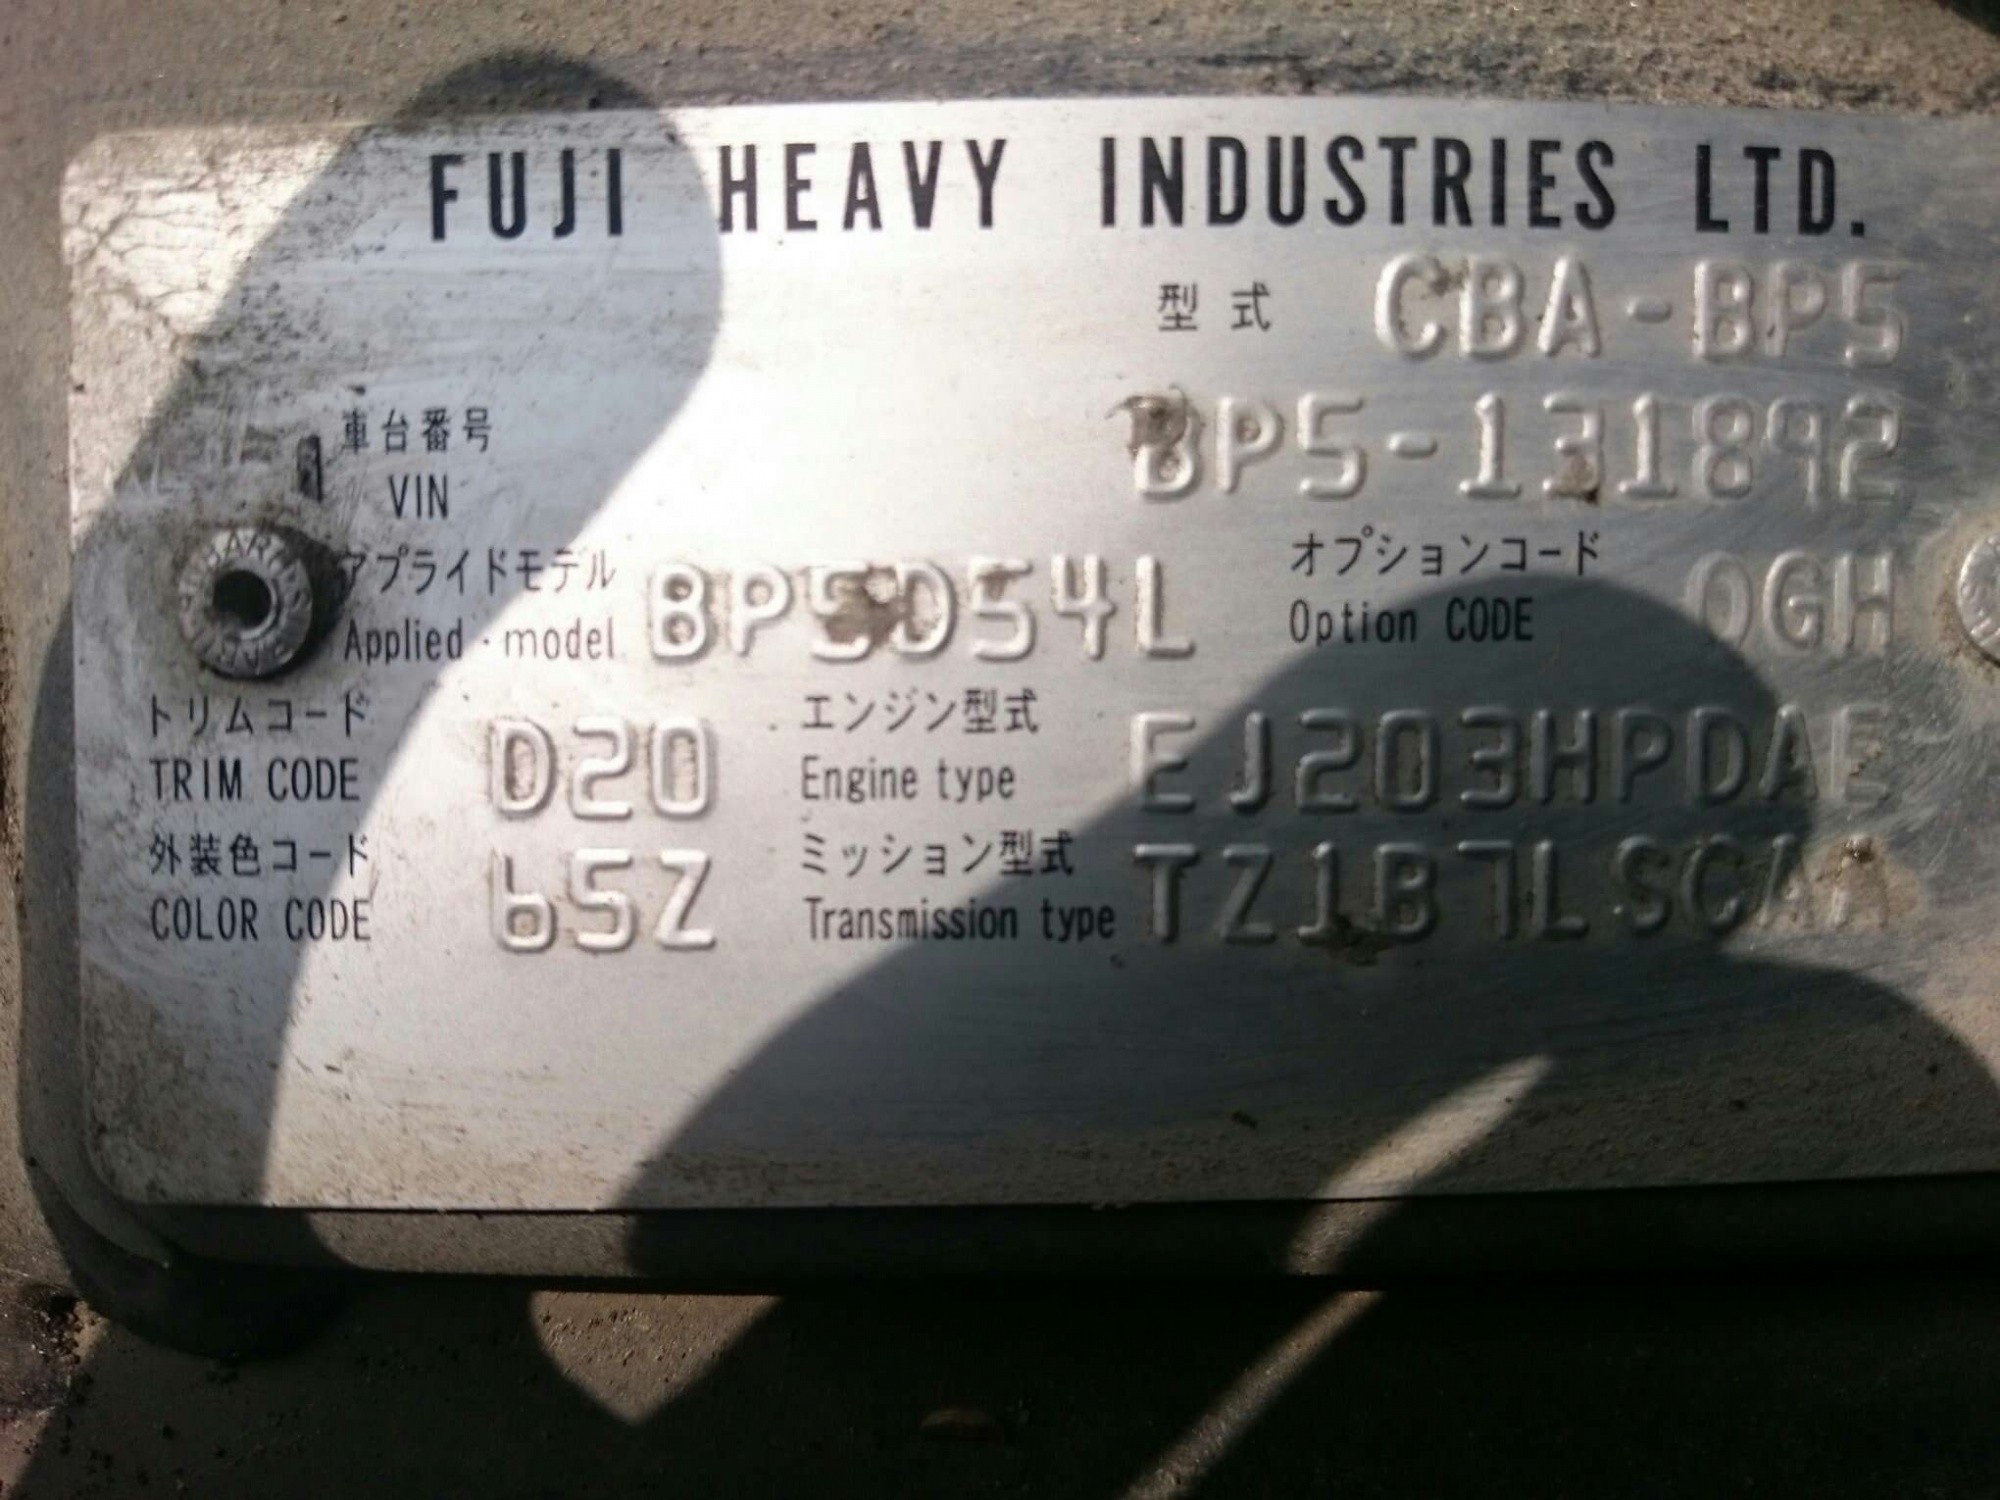 FUJI HEAVY INDUSTRIES LTD.
型式 CBA-BP5
車台番号 BP5-131892
VIN
アプライドモデル BP5D54L オプションコード 0GH
Applied・model Option CODE
トリムコード D20 エンジン型式 EJ203HPDAE
TRIM CODE Engine type
外装色コード 65Z ミッション型式 TZ1B7LSCAA
COLOR CODE Transmission type